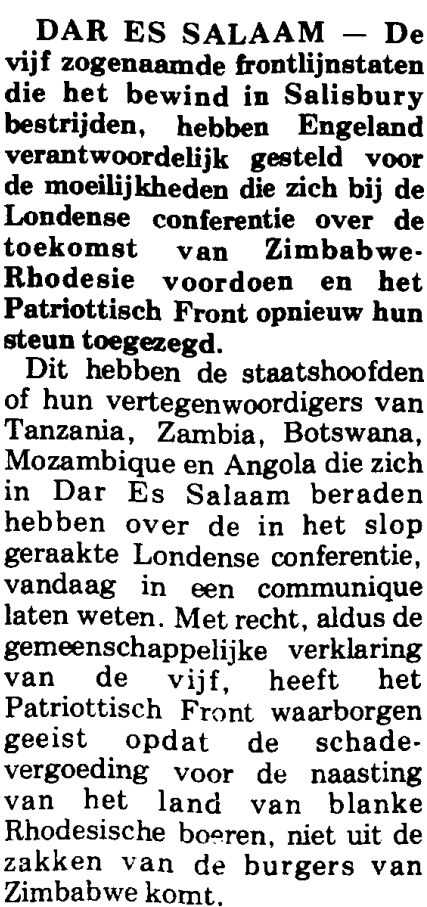 DAR ES SALAAM — De
vijf zogenaamde frontlijnstaten
die het bewind in Salisbury
bestrijden, hebben Engeland
verantwoordelijk gesteld voor
de moeilijkheden die zich bij de
Londense conferentie over de
toekomst van Zimbabwe-
Rhodesie voordoen en het
Patriottisch Front opnieuw hun
steun toegezegd.
Dit hebben de staatshoofden
of hun vertegenwoordigers van
Tanzania, Zambia, Botswana,
Mozambique en Angola die zich
in Dar Es Salaam beraden
hebben over de in het slop
geraakte Londense conferentie,
vandaag in een communique
laten weten. Met recht, aldus de
gemeenschappelijke verklaring
van de vijf, heeft het
Patriottisch Front waarborgen
geeist opdat de schade-
vergoeding voor de naasting
van het land van blanke
Rhodesische boeren, niet uit de
zakken van de burgers van
Zimbabwe komt.